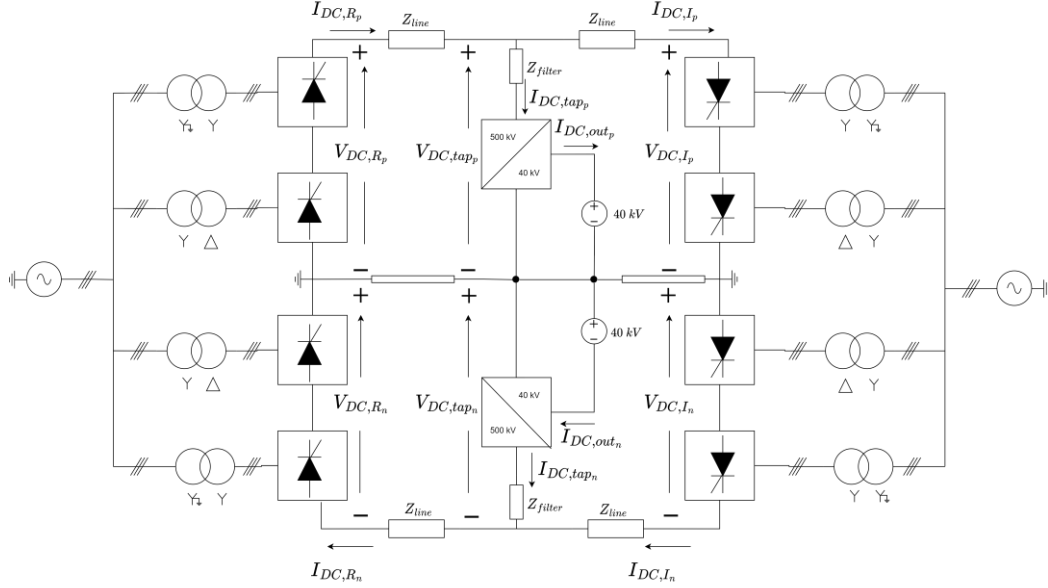 I_{DC,R_p}
Z_{line}
Z_{line}
I_{DC,I_p}
+
+
+
Z_{filter}
I_{DC,tap_p}
I_{DC,out_p}
500 kV
40 kV
Y Y
Y Y
V_{DC,R_p}
V_{DC,tap_p}
V_{DC,I_p}
+
−
40 kV
Y Δ
Δ Y
− − −
+ + +
+
−
40 kV
Y Δ
Δ Y
V_{DC,R_n}
V_{DC,tap_n}
V_{DC,I_n}
40 kV
500 kV
I_{DC,out_n}
I_{DC,tap_n}
Y Y
Y Y
Z_{filter}
− − −
Z_{line}
Z_{line}
I_{DC,R_n}
I_{DC,I_n}